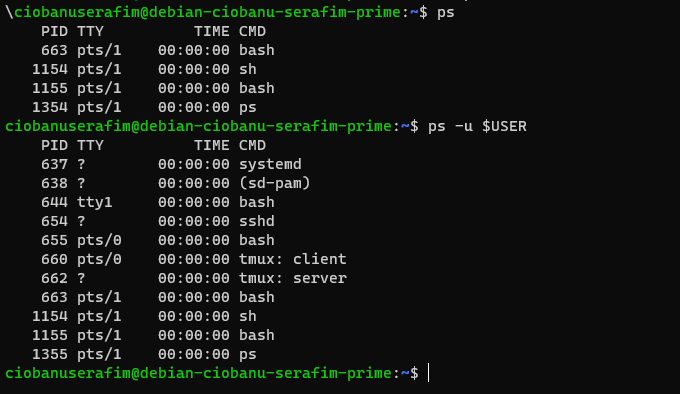 \ciobanuserafim@debian-ciobanu-serafim-prime:~$ ps
    PID TTY          TIME CMD
    663 pts/1    00:00:00 bash
   1154 pts/1    00:00:00 sh
   1155 pts/1    00:00:00 bash
   1354 pts/1    00:00:00 ps
ciobanuserafim@debian-ciobanu-serafim-prime:~$ ps -u $USER
    PID TTY          TIME CMD
    637 ?        00:00:00 systemd
    638 ?        00:00:00 (sd-pam)
    644 tty1     00:00:00 bash
    654 ?        00:00:00 sshd
    655 pts/0    00:00:00 bash
    660 pts/0    00:00:00 tmux: client
    662 ?        00:00:00 tmux: server
    663 pts/1    00:00:00 bash
   1154 pts/1    00:00:00 sh
   1155 pts/1    00:00:00 bash
   1355 pts/1    00:00:00 ps
ciobanuserafim@debian-ciobanu-serafim-prime:~$